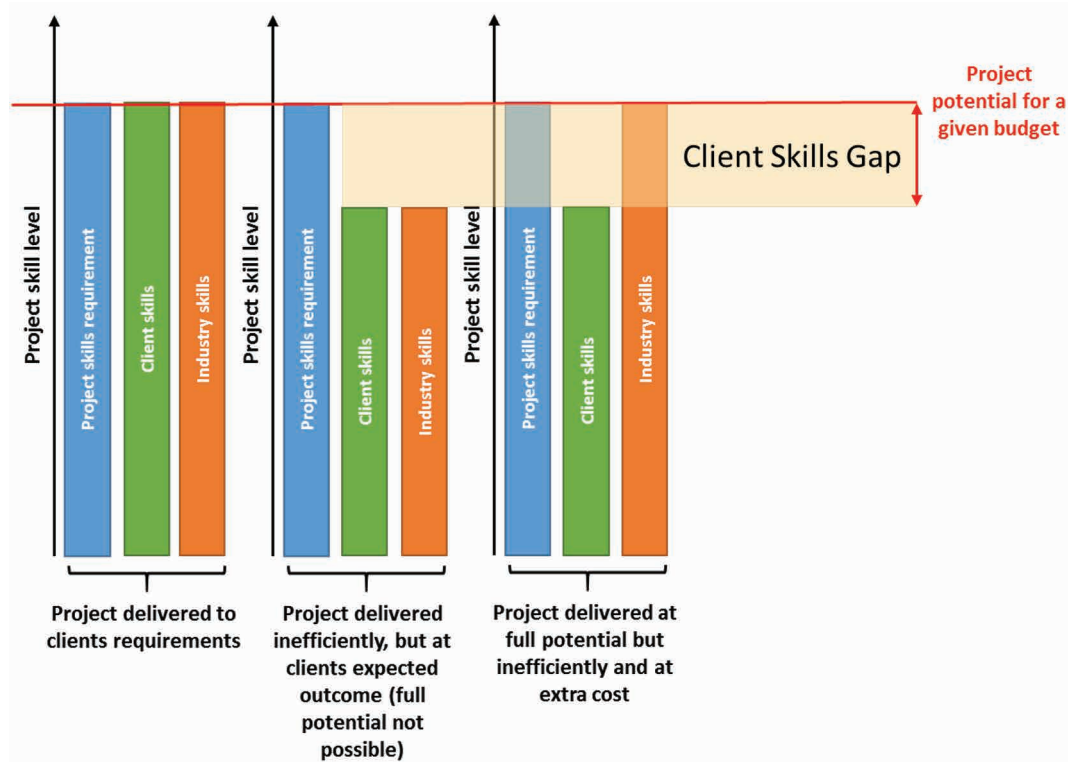 Project
potential for a
given budget
Client Skills Gap
Project skill level
Project skills requirement
Client skills
Industry skills
Project skill level
Project skills requirement
Client skills
Industry skills
Project skill level
Project skills requirement
Client skills
Industry skills
Project delivered to
clients requirements
Project delivered
inefficiently, but at
clients expected
outcome (full
potential not
possible)
Project delivered at
full potential but
inefficiently and at
extra cost